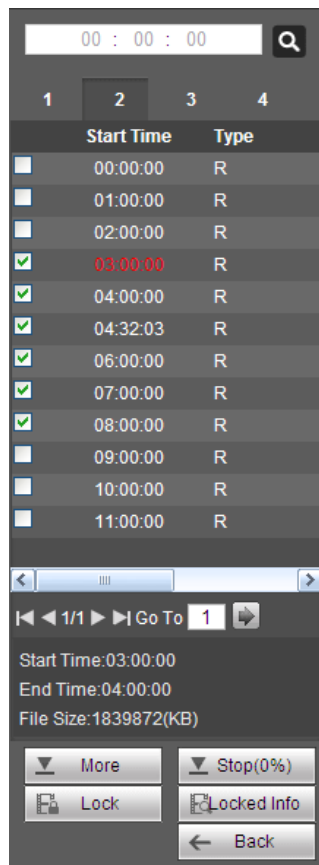 00 : 00 : 00
1 2 3 4
Start Time Type
00:00:00 R
01:00:00 R
02:00:00 R
03:00:00 R
04:00:00 R
04:32:03 R
06:00:00 R
07:00:00 R
08:00:00 R
09:00:00 R
10:00:00 R
11:00:00 R
1/1 Go To 1
Start Time:03:00:00
End Time:04:00:00
File Size:1839872(KB)
More Stop(0%)
Lock Locked Info
Back